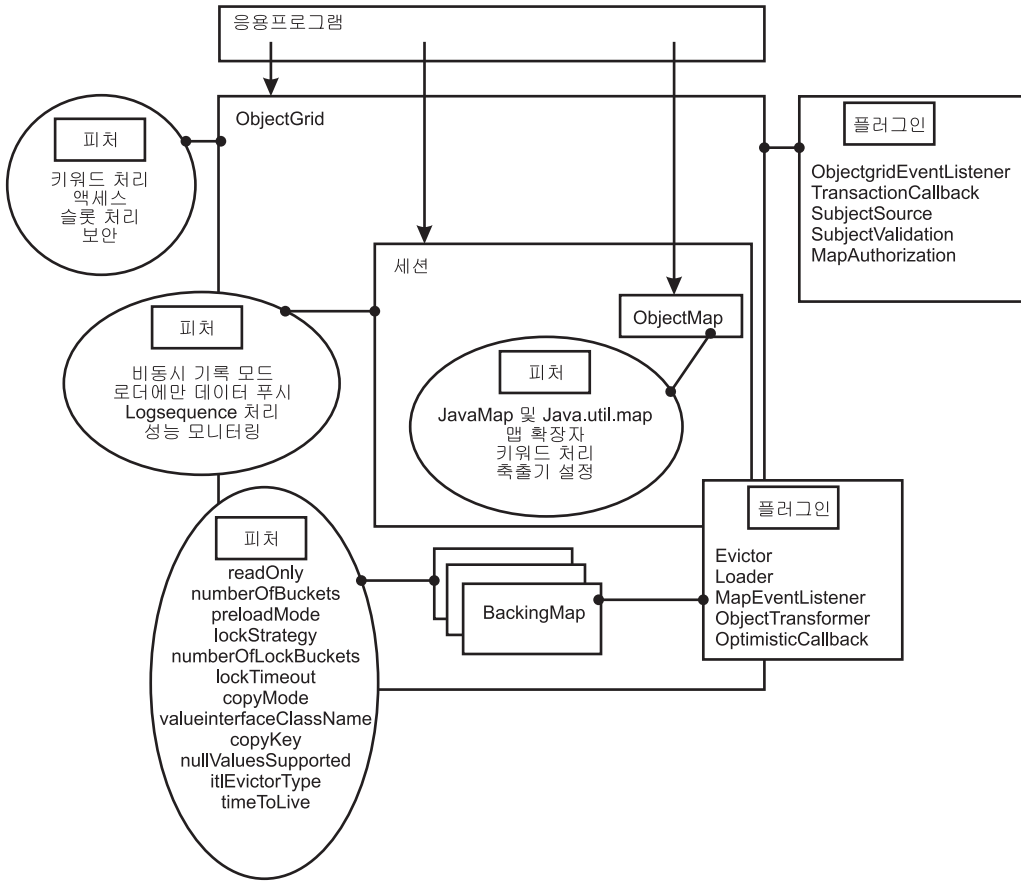 응용프로그램
ObjectGrid
피처
키워드 처리
액세스
슬롯 처리
보안
플러그인
ObjectgridEventListener
TransactionCallback
SubjectSource
SubjectValidation
MapAuthorization
세션
ObjectMap
피처
비동시 기록 모드
로더에만 데이터 푸시
Logsequence 처리
성능 모니터링
피처
JavaMap 및 Java.util.map
맵 확장자
키워드 처리
축출기 설정
플러그인
Evictor
Loader
MapEventListener
ObjectTransformer
OptimisticCallback
피처
readOnly
numberOfBuckets
preloadMode
lockStrategy
numberOfLockBuckets
lockTimeout
copyMode
valueinterfaceClassName
copyKey
nullValuesSupported
itlEvictorType
timeToLive
BackingMap